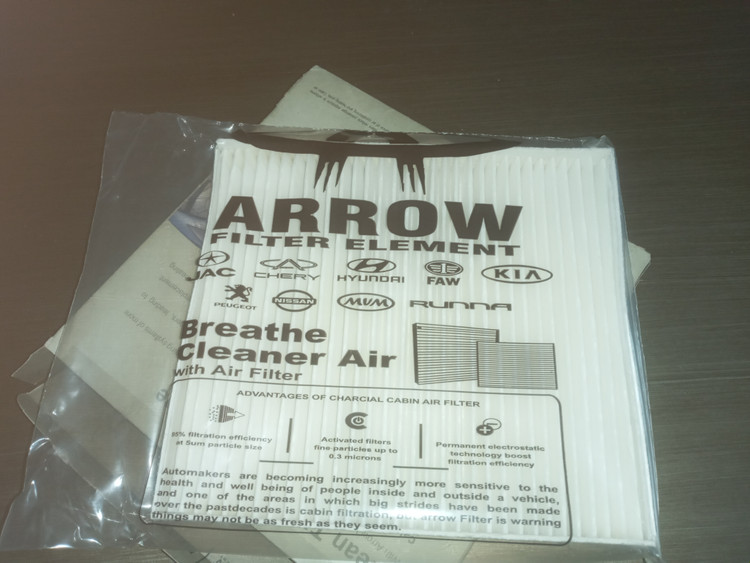 ARROW
FILTER ELEMENT
JAC CHERY HYUNDAI FAW KIA
PEUGEOT NISSAN MVM RUNNA
Breathe
Cleaner Air
with Air Filter
ADVANTAGES OF CHARCIAL CABIN AIR FILTER
filtration efficiency
at 5um particle size
Activated filters
fine-particles up to
0.3 microns
Permanent electrostatic
technology boost
filtration efficiency
Automakers are becoming increasingly more sensitive to the
health and well being of people inside and outside a vehicle,
and one of the areas in which big strides have been made
over the pastdecades is cabin filtration, but arrow Filter is warning
things may not be as fresh as they seem.